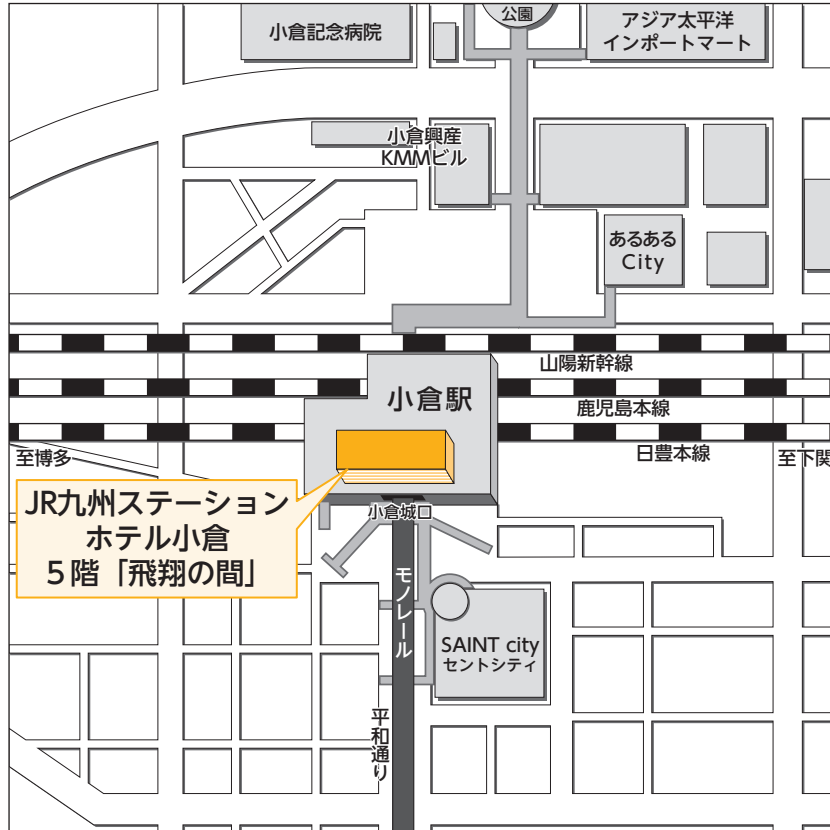 公園
アジア太平洋
インポートマート
小倉記念病院
小倉興産
KMMビル
あるある
City
山陽新幹線
小倉駅
鹿児島本線
日豊本線
至博多
至下関
JR九州ステーション
ホテル小倉
5階「飛翔の間」
小倉城口
モノレール
SAINT city
セントシティ
平和通り